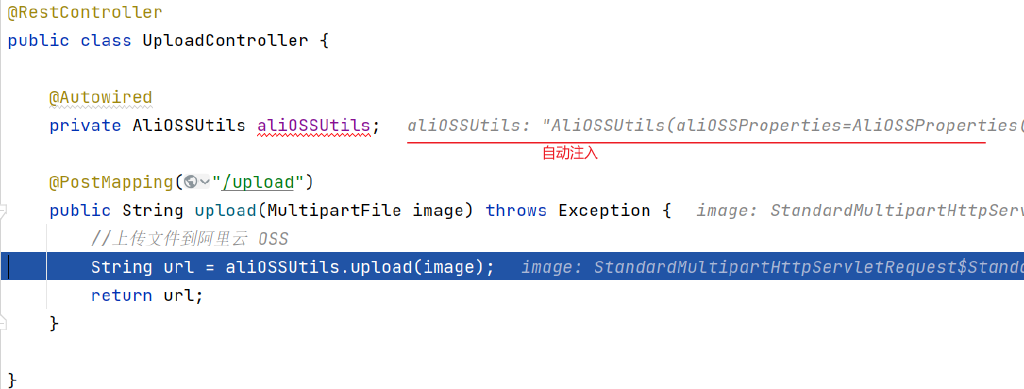 @RestController
public class UploadController {
@Autowired
private AliOSSUtils aliOSSUtils; aliOSSUtils: "AliOSSUtils(aliOSSProperties=AliOSSProperties(
自动注入
@PostMapping("/upload")
public String upload(MultipartFile image) throws Exception { image: StandardMultipartHttpServ
//上传文件到阿里云 OSS
String url = aliOSSUtils.upload(image); image: StandardMultipartHttpServletRequest$Standa
return url;
}
}